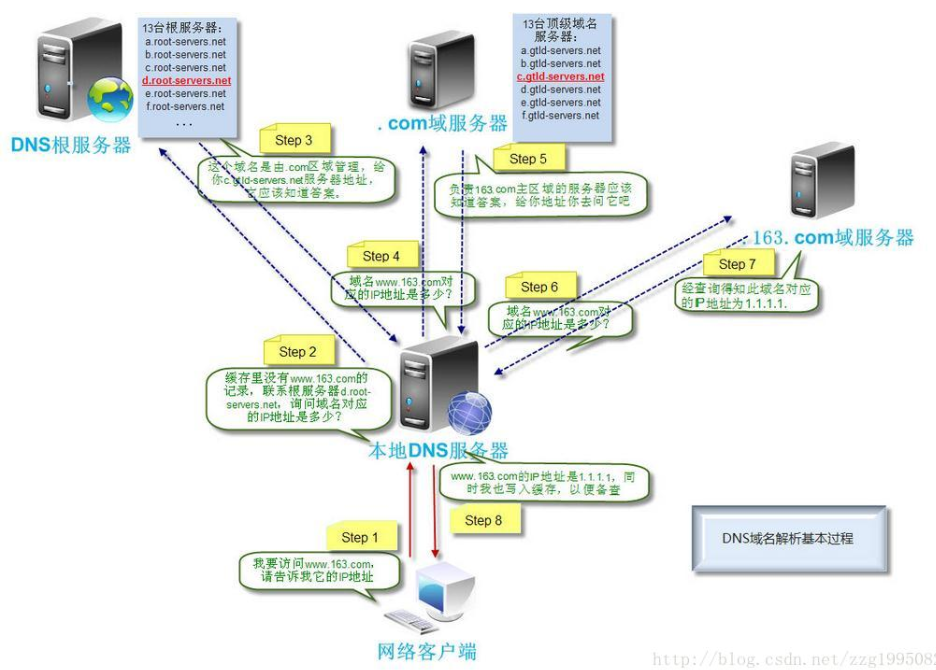 13台根服务器：
a.root-servers.net
b.root-servers.net
c.root-servers.net
d.root-servers.net
e.root-servers.net
f.root-servers.net
...
DNS根服务器
13台顶级域名
服务器：
a.gtld-servers.net
b.gtld-servers.net
c.gtld-servers.net
d.gtld-servers.net
e.gtld-servers.net
f.gtld-servers.net
.com域服务器
Step 3
这个域名是由.com区域管理，给
你c.gtld-servers.net服务器地址，
它应该知道答案。
Step 5
负责163.com主区域的服务器应该
知道答案，给你地址你去问它吧
.163.com域服务器
Step 4
域名www.163.com对
应的IP地址是多少？
Step 6
域名www.163.com对
应的IP地址是多少？
Step 7
经查询得知此域名对应
的IP地址为1.1.1.1.
Step 2
缓存里没有www.163.com的
记录，联系根服务器d.root-
servers.net，询问域名对应
的IP地址是多少？
本地DNS服务器
www.163.com的IP地址是1.1.1.1，同
时我也写入缓存，以便备查
Step 8
Step 1
我要访问www.163.com，
请告诉我它的IP地址
网络客户端
DNS域名解析基本过程